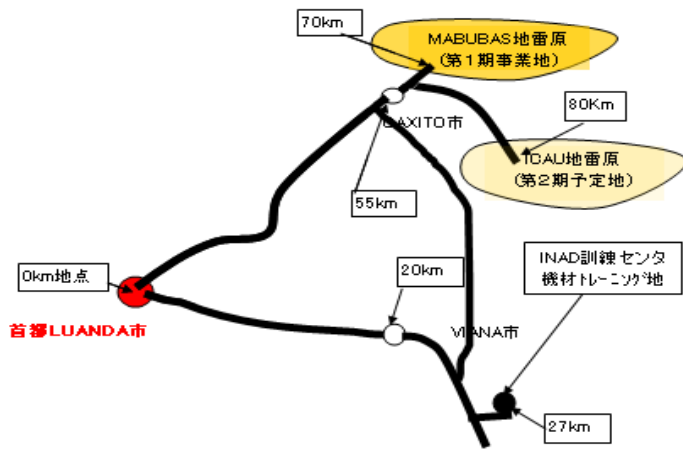 70km
MABUBAS地雷原
(第1期事業地)
80Km
CAXITO市
ICAU地雷原
(第2期予定地)
55km
0km地点
20km
INAD訓練センタ
機材トレーニング地
首都LUANDA市
VIANA市
27km